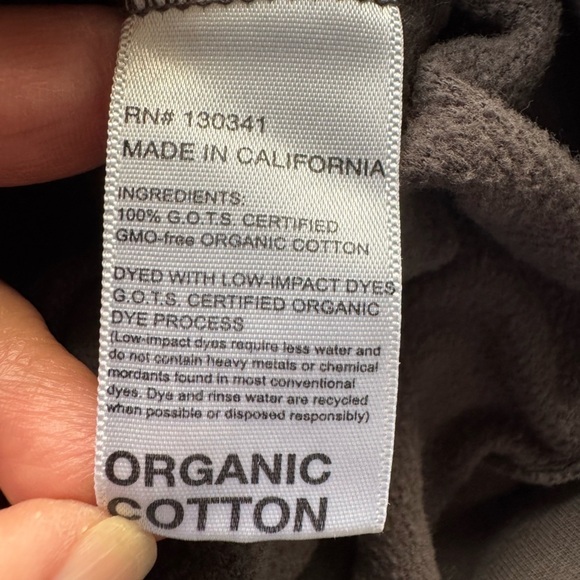 RN# 130341
MADE IN CALIFORNIA
INGREDIENTS:
100% G.O.T.S. CERTIFIED
GMO-free ORGANIC COTTON
DYED WITH LOW-IMPACT DYES
G.O.T.S. CERTIFIED ORGANIC
DYE PROCESS
(Low-impact dyes require less water and
do not contain heavy metals or chemical
mordants found in most conventional
dyes. Dye and rinse water are recycled
when possible or disposed responsibly)
ORGANIC
COTTON